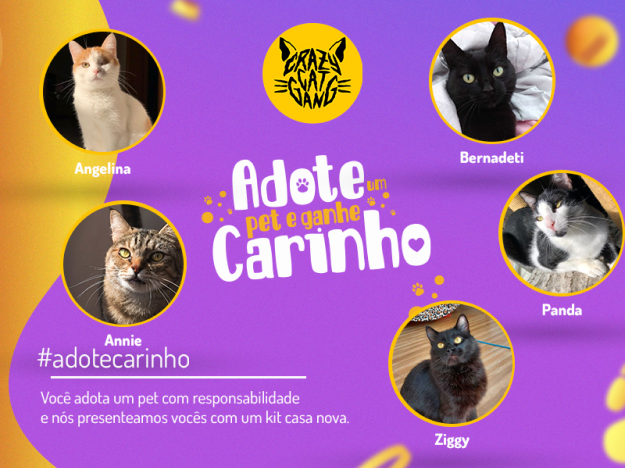 CRAZY
CAT
GANG
Angelina
Bernadeti
Adote um
pet e ganhe
Carinho
Panda
Annie
#adotecarinho
Você adota um pet com responsabilidade
e nós presenteamos vocês com um kit casa nova.
Ziggy